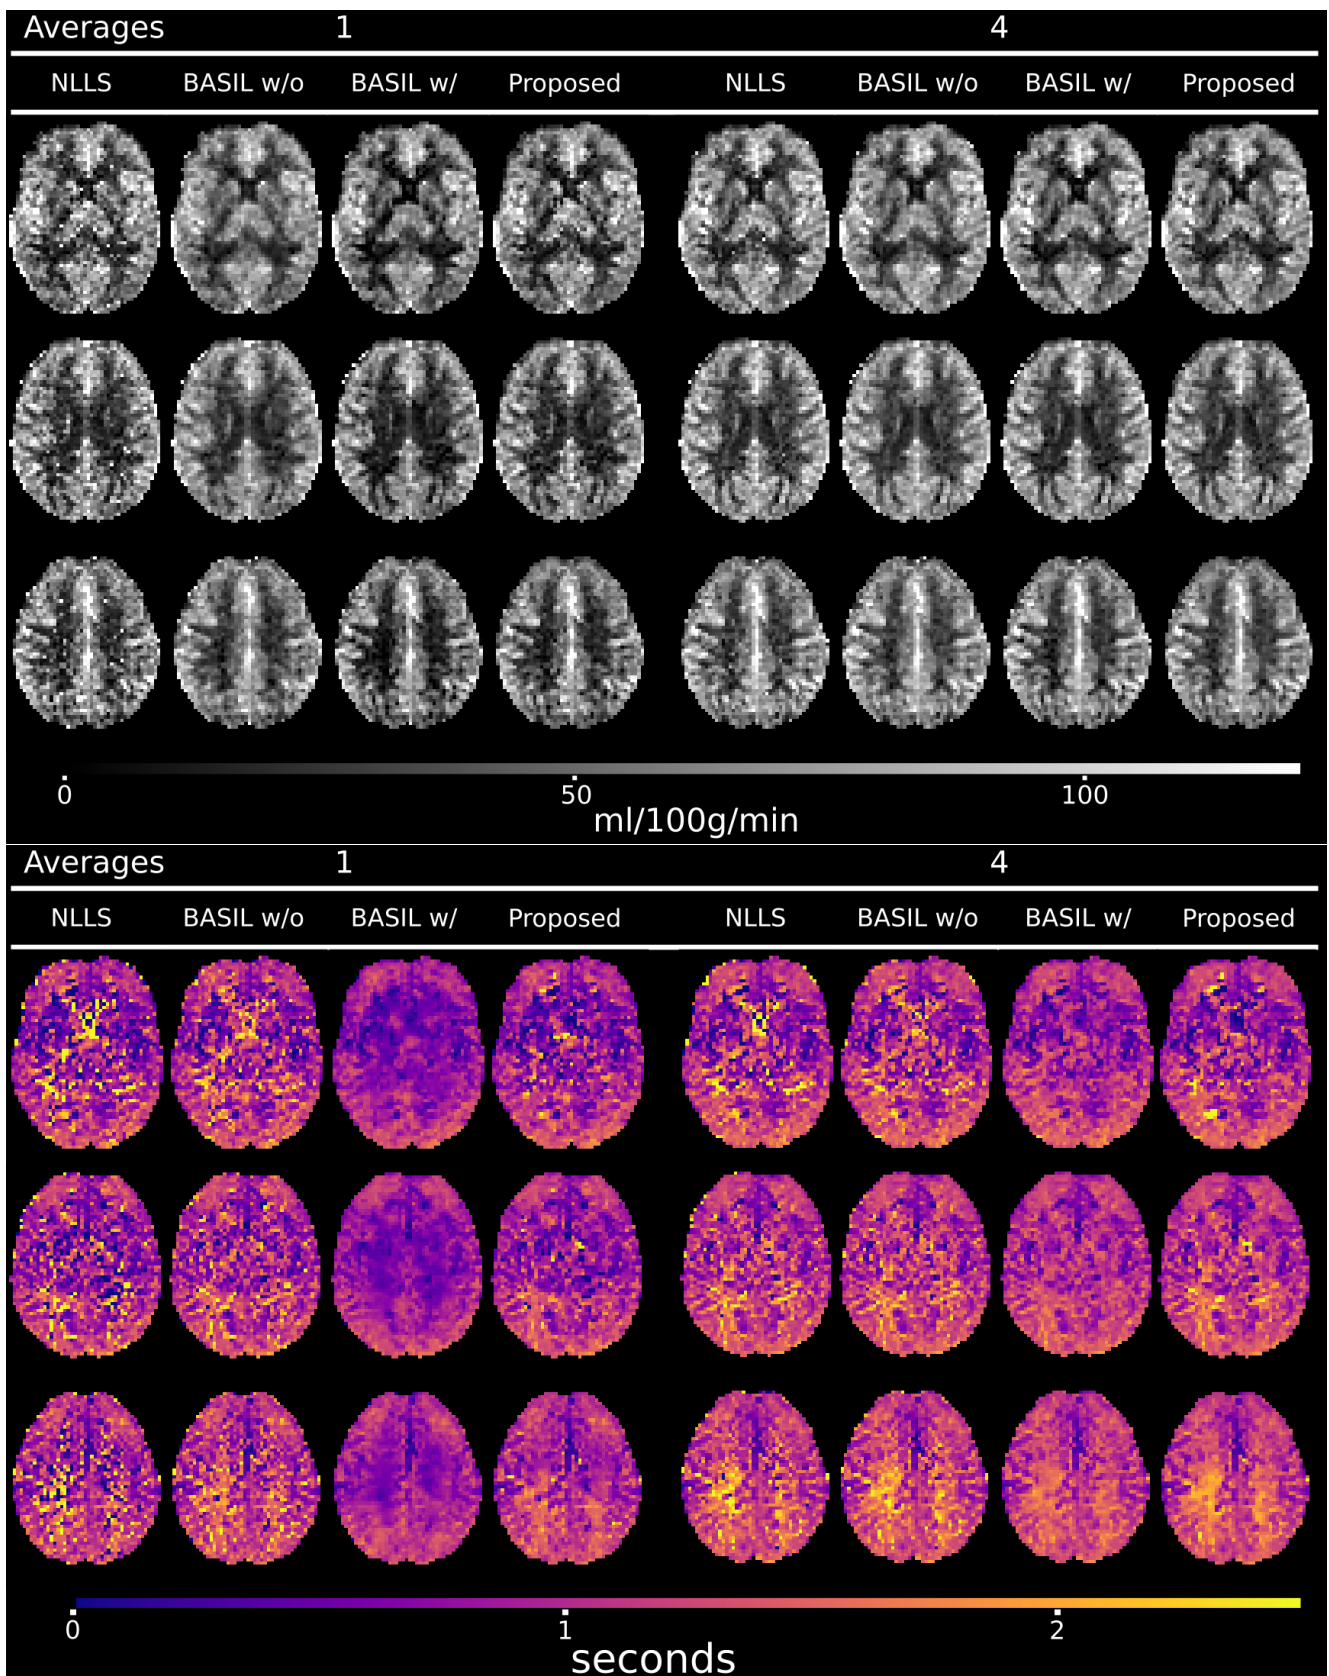 Averages 1 4
NLLS BASIL w/o BASIL w/ Proposed NLLS BASIL w/o BASIL w/ Proposed
0 50 100
ml/100g/min
Averages 1 4
NLLS BASIL w/o BASIL w/ Proposed NLLS BASIL w/o BASIL w/ Proposed
0 1 2
seconds